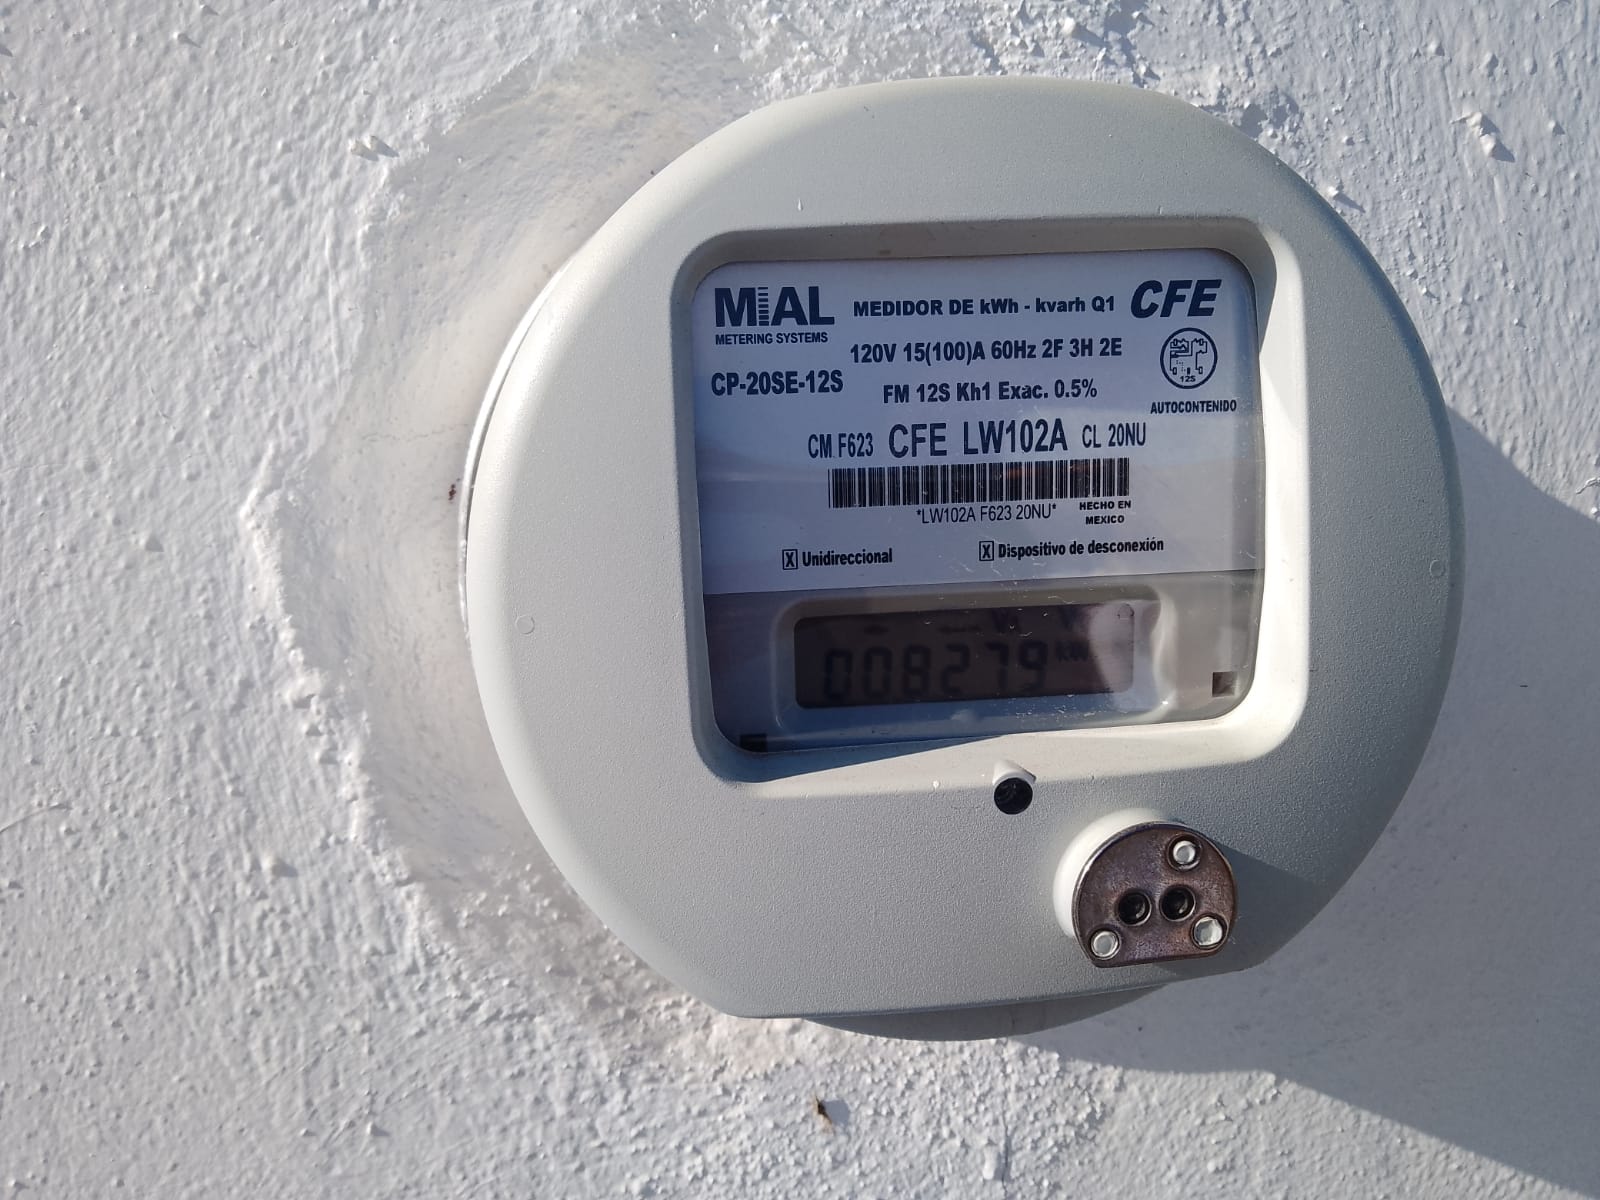 MIAL
METERING SYSTEMS
MEDIDOR DE kWh - kvarh Q1
CFE
120V 15(100)A 60Hz 2F 3H 2E
CP-20SE-12S
FM 12S Kh1 Exac. 0.5%
12S
AUTOCONTENIDO
CM F623 CFE LW102A CL 20NU
*LW102A F623 20NU*
HECHO EN
MEXICO
X Unidireccional
X Dispositivo de desconexión
008279